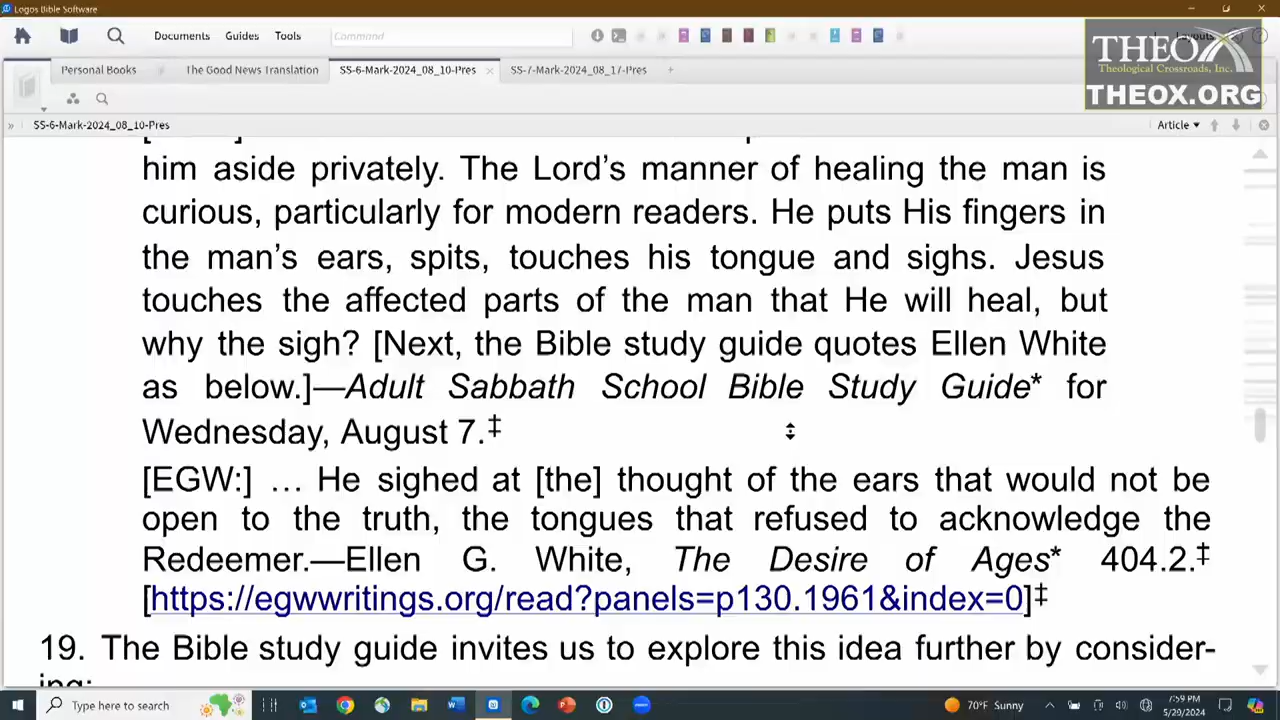 Logos Bible Software
Documents Guides Tools Command
THEOX
Theological Crossroads, Inc.
THEOX.ORG
Personal Books The Good News Translation SS-6-Mark-2024_08_10-Pres SS-7-Mark-2024_08_17-Pres
SS-6-Mark-2024_08_10-Pres Article
him aside privately. The Lord’s manner of healing the man is
curious, particularly for modern readers. He puts His fingers in
the man’s ears, spits, touches his tongue and sighs. Jesus
touches the affected parts of the man that He will heal, but
why the sigh? [Next, the Bible study guide quotes Ellen White
as below.]—Adult Sabbath School Bible Study Guide* for
Wednesday, August 7.‡
[EGW:] … He sighed at [the] thought of the ears that would not be
open to the truth, the tongues that refused to acknowledge the
Redeemer.—Ellen G. White, The Desire of Ages* 404.2.‡
[https://egwwritings.org/read?panels=p130.1961&index=0]‡
19. The Bible study guide invites us to explore this idea further by consider-
ing:
Type here to search 70°F Sunny 7:59 PM
5/29/2024